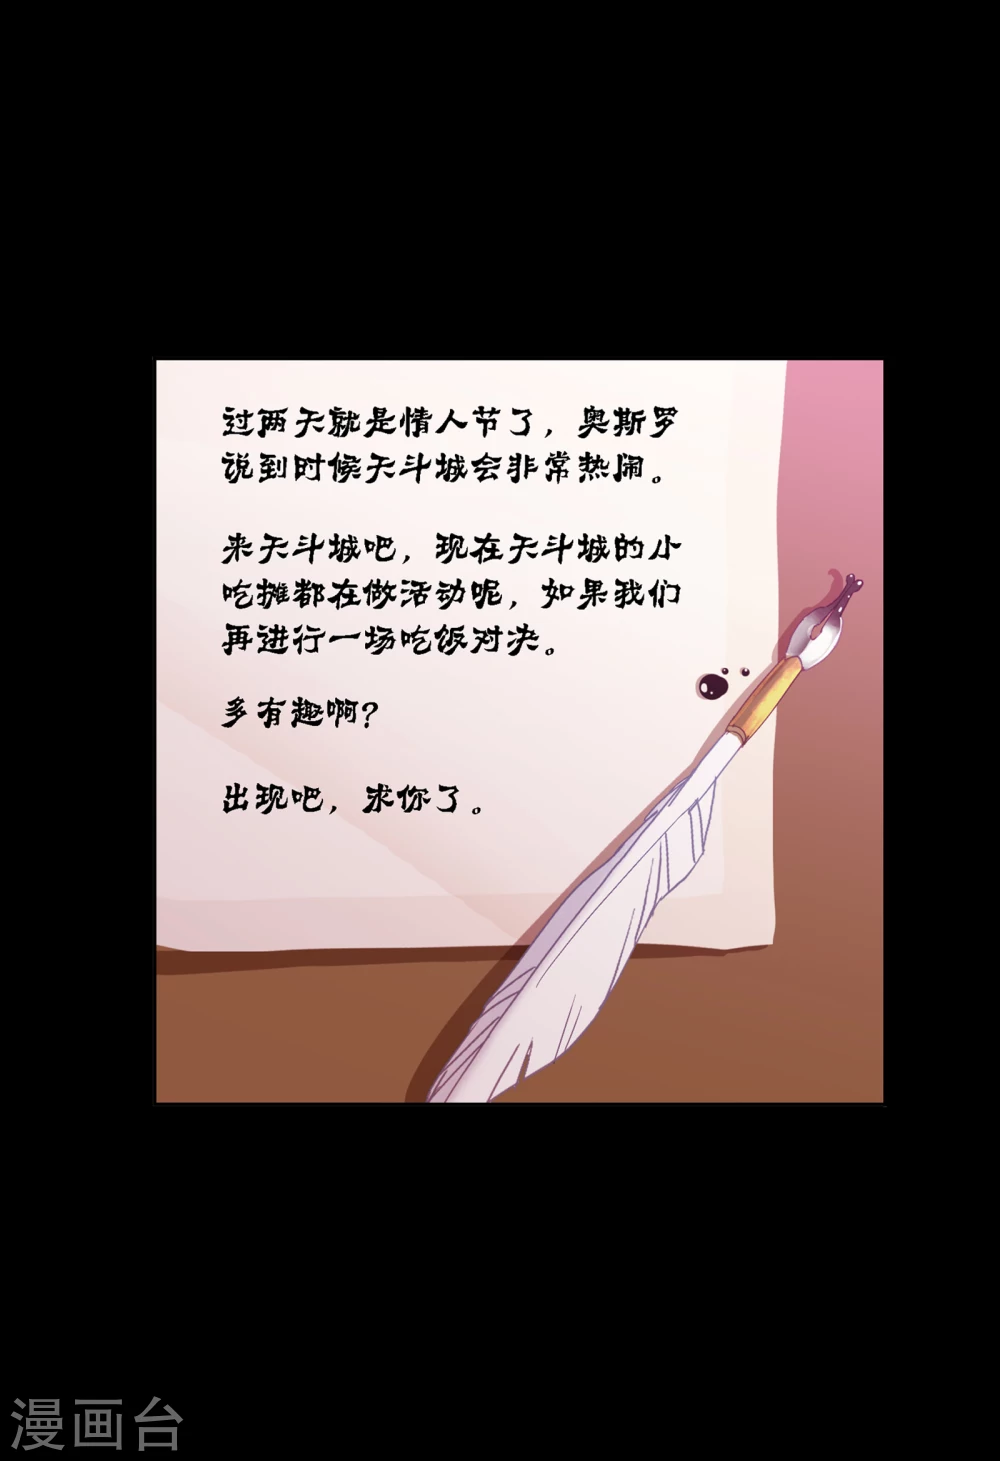 过两天就是情人节了，奥斯罗
说到时候天斗城会非常热闹。
来天斗城吧，现在天斗城的小
吃摊都在做活动呢，如果我们
再进行一场吃饭对决。
多有趣啊？
出现吧，求你了。
漫画台